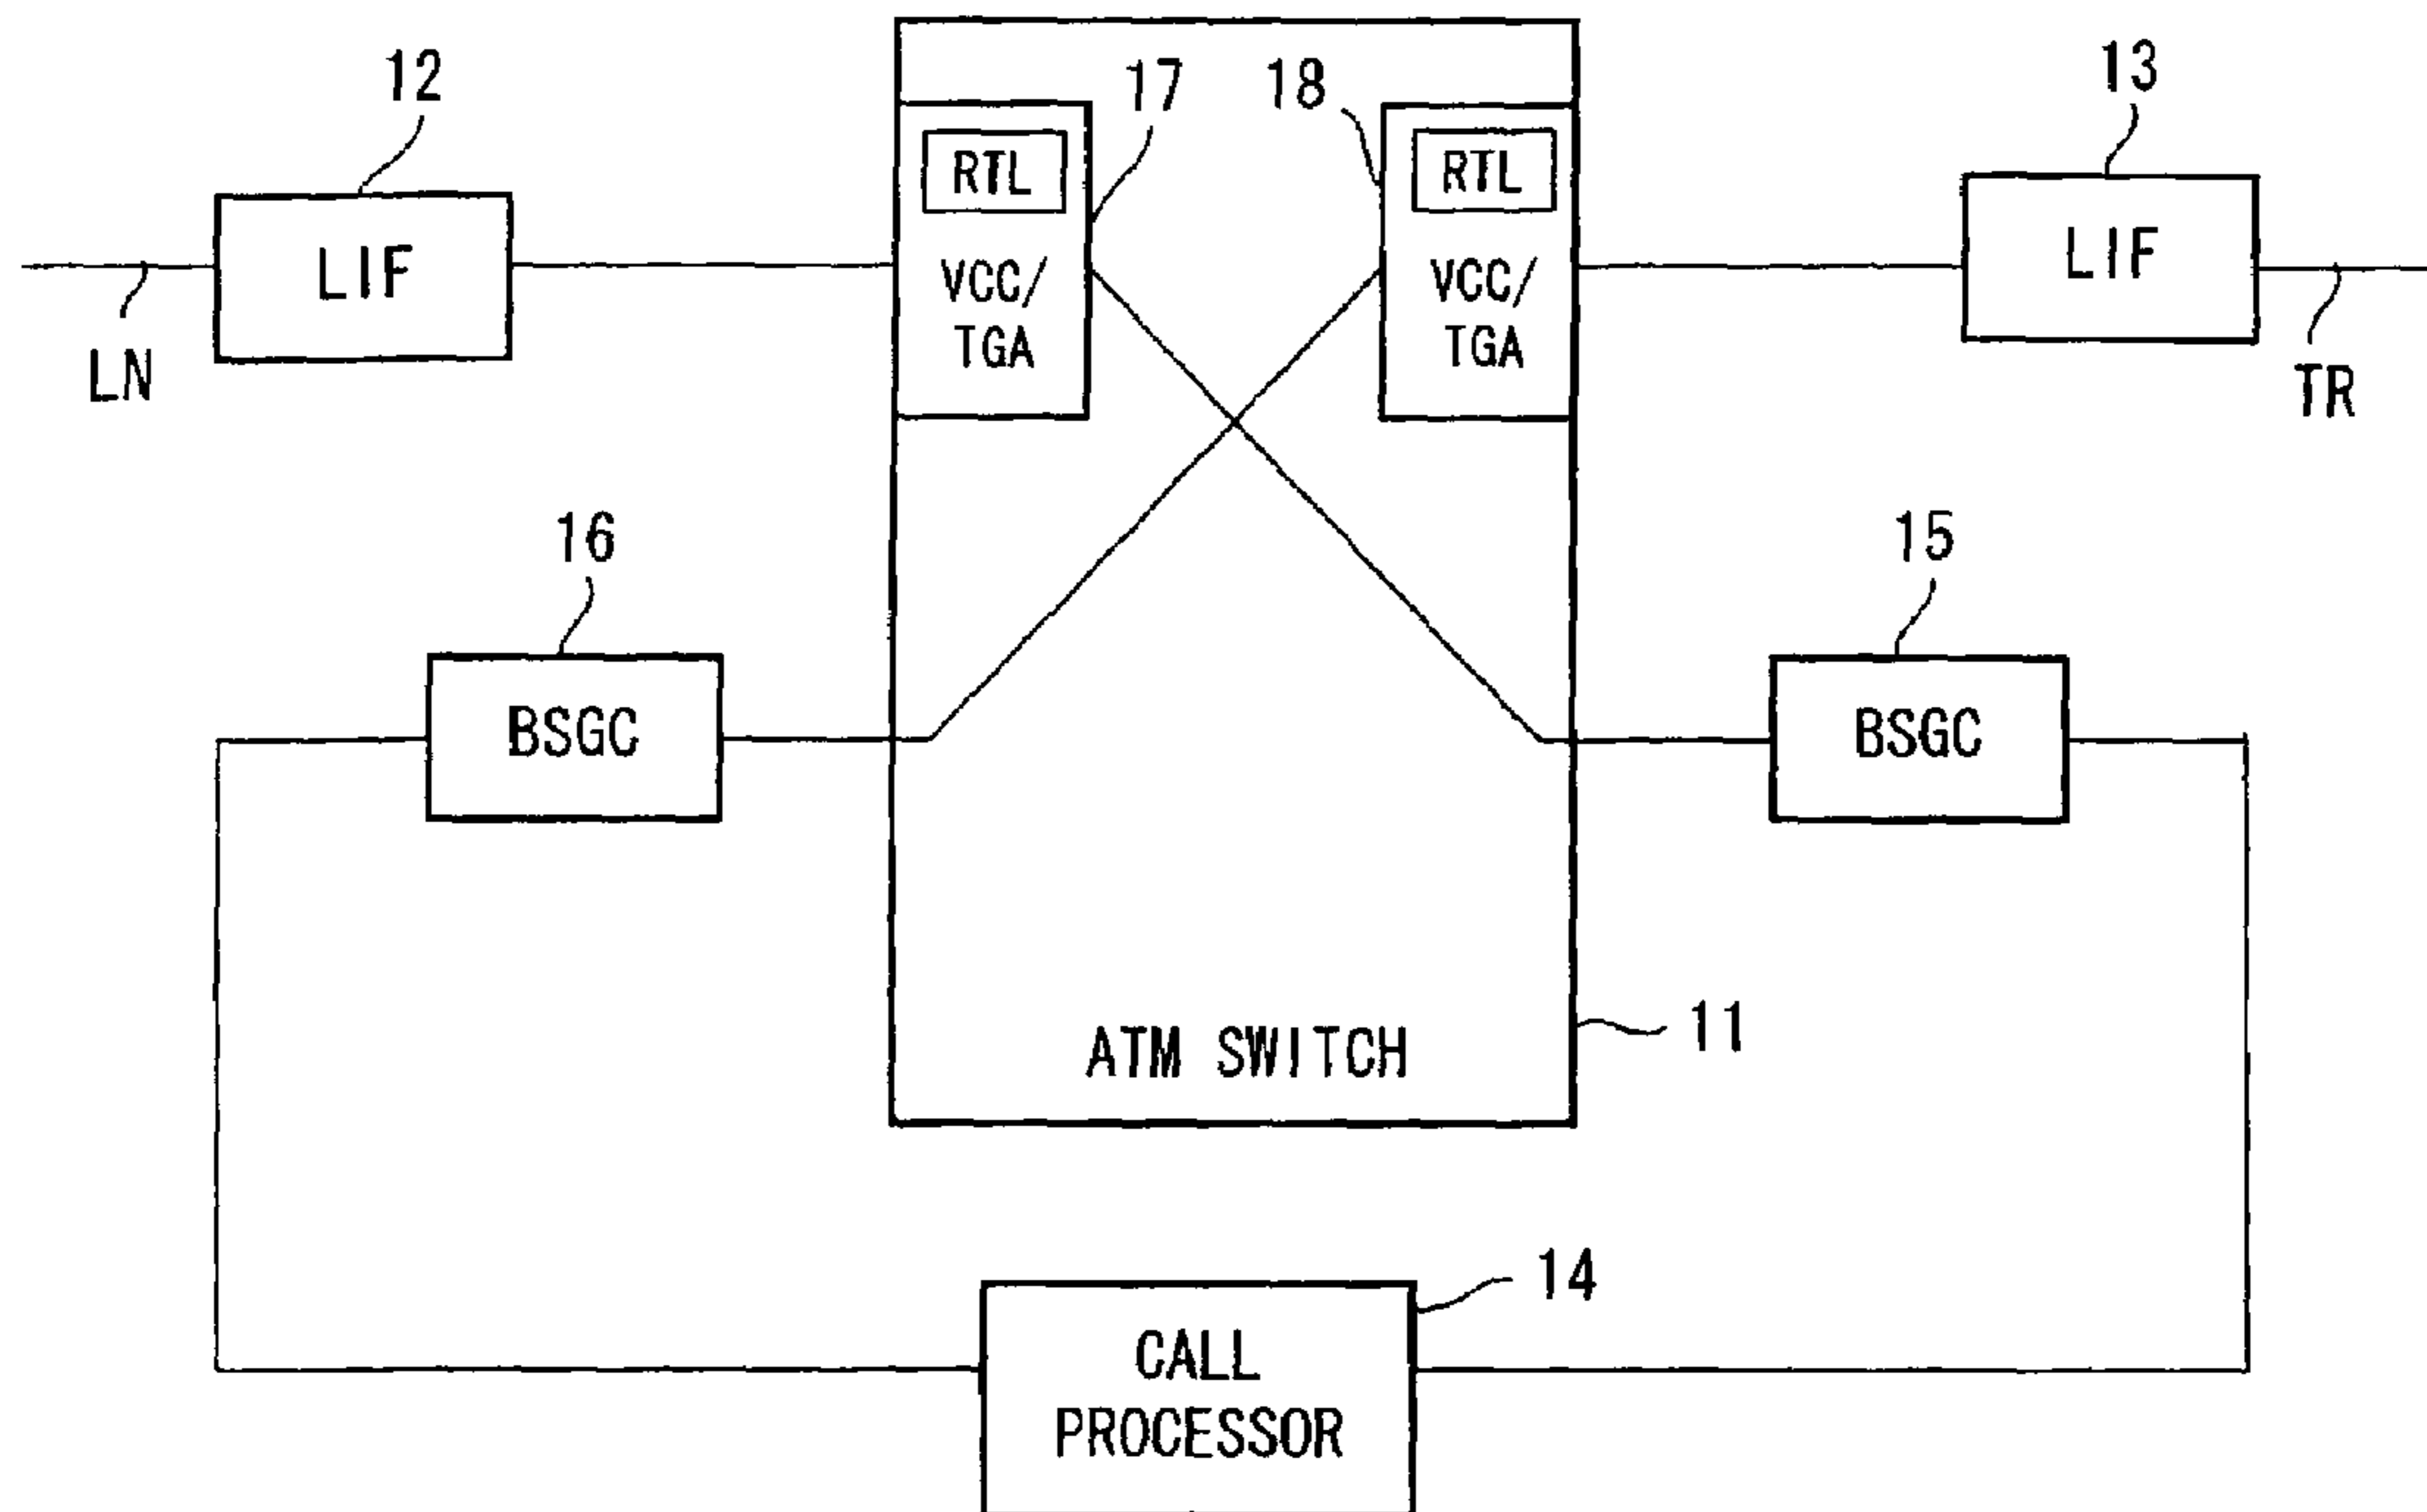 12
17
18
13
RTL
RTL
LIF
LIF
VCC/
TGA
VCC/
TGA
LN
TR
16
15
BSGC
BSGC
11
ATM SWITCH
14
CALL
PROCESSOR